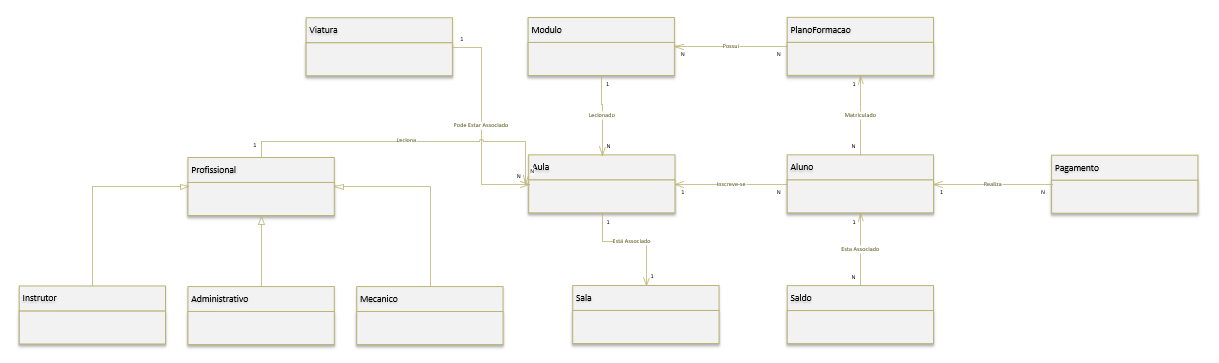 Viatura
Modulo
PlanoFormacao
1
Possui
N
N
1
1
Lecionado
Matriculado
Pode Estar Associado
Leciona
1
N
N
Profissional
Aula
Aluno
Pagamento
N
N
Inscreve-se
Realiza
1
N
1
N
1
1
Está Associado
Esta Associado
1
N
Instrutor
Administrativo
Mecanico
Sala
Saldo